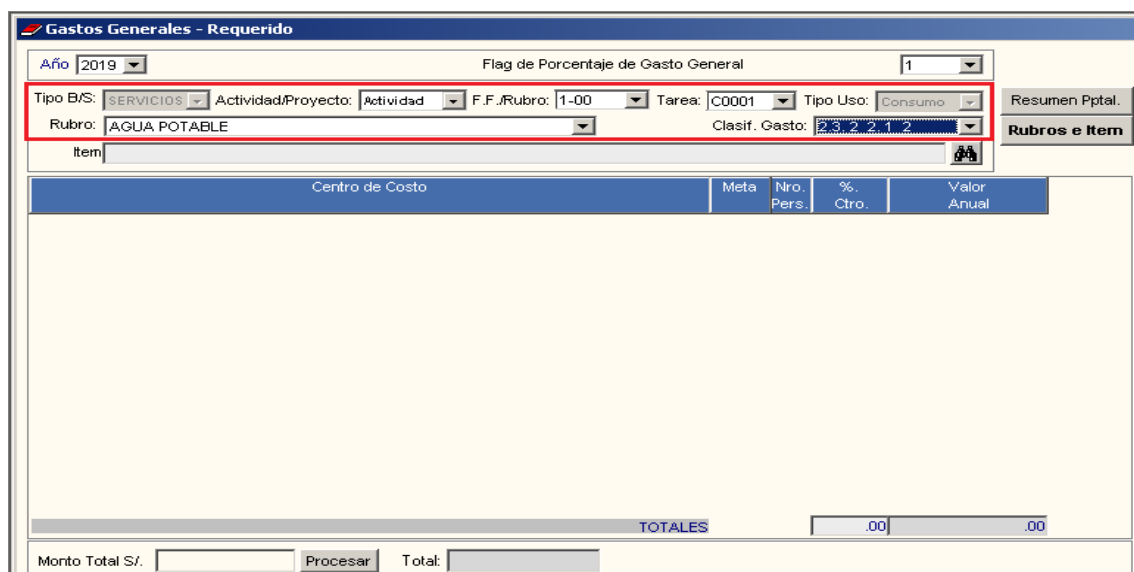 Gastos Generales - Requerido
Año 2019 Flag de Porcentaje de Gasto General 1
Tipo B/S: SERVICIOS Actividad/Proyecto: Actividad F.F./Rubro: 1-00 Tarea: C0001 Tipo Uso: Consumo Resumen Pptal.
Rubro: AGUA POTABLE Clasif. Gasto: 2.3. 2. 2. 1. 2 Rubros e Item
Item
Centro de Costo Meta Nro. Pers. %. Ctro. Valor Anual
TOTALES .00 .00
Monto Total S/. Procesar Total: